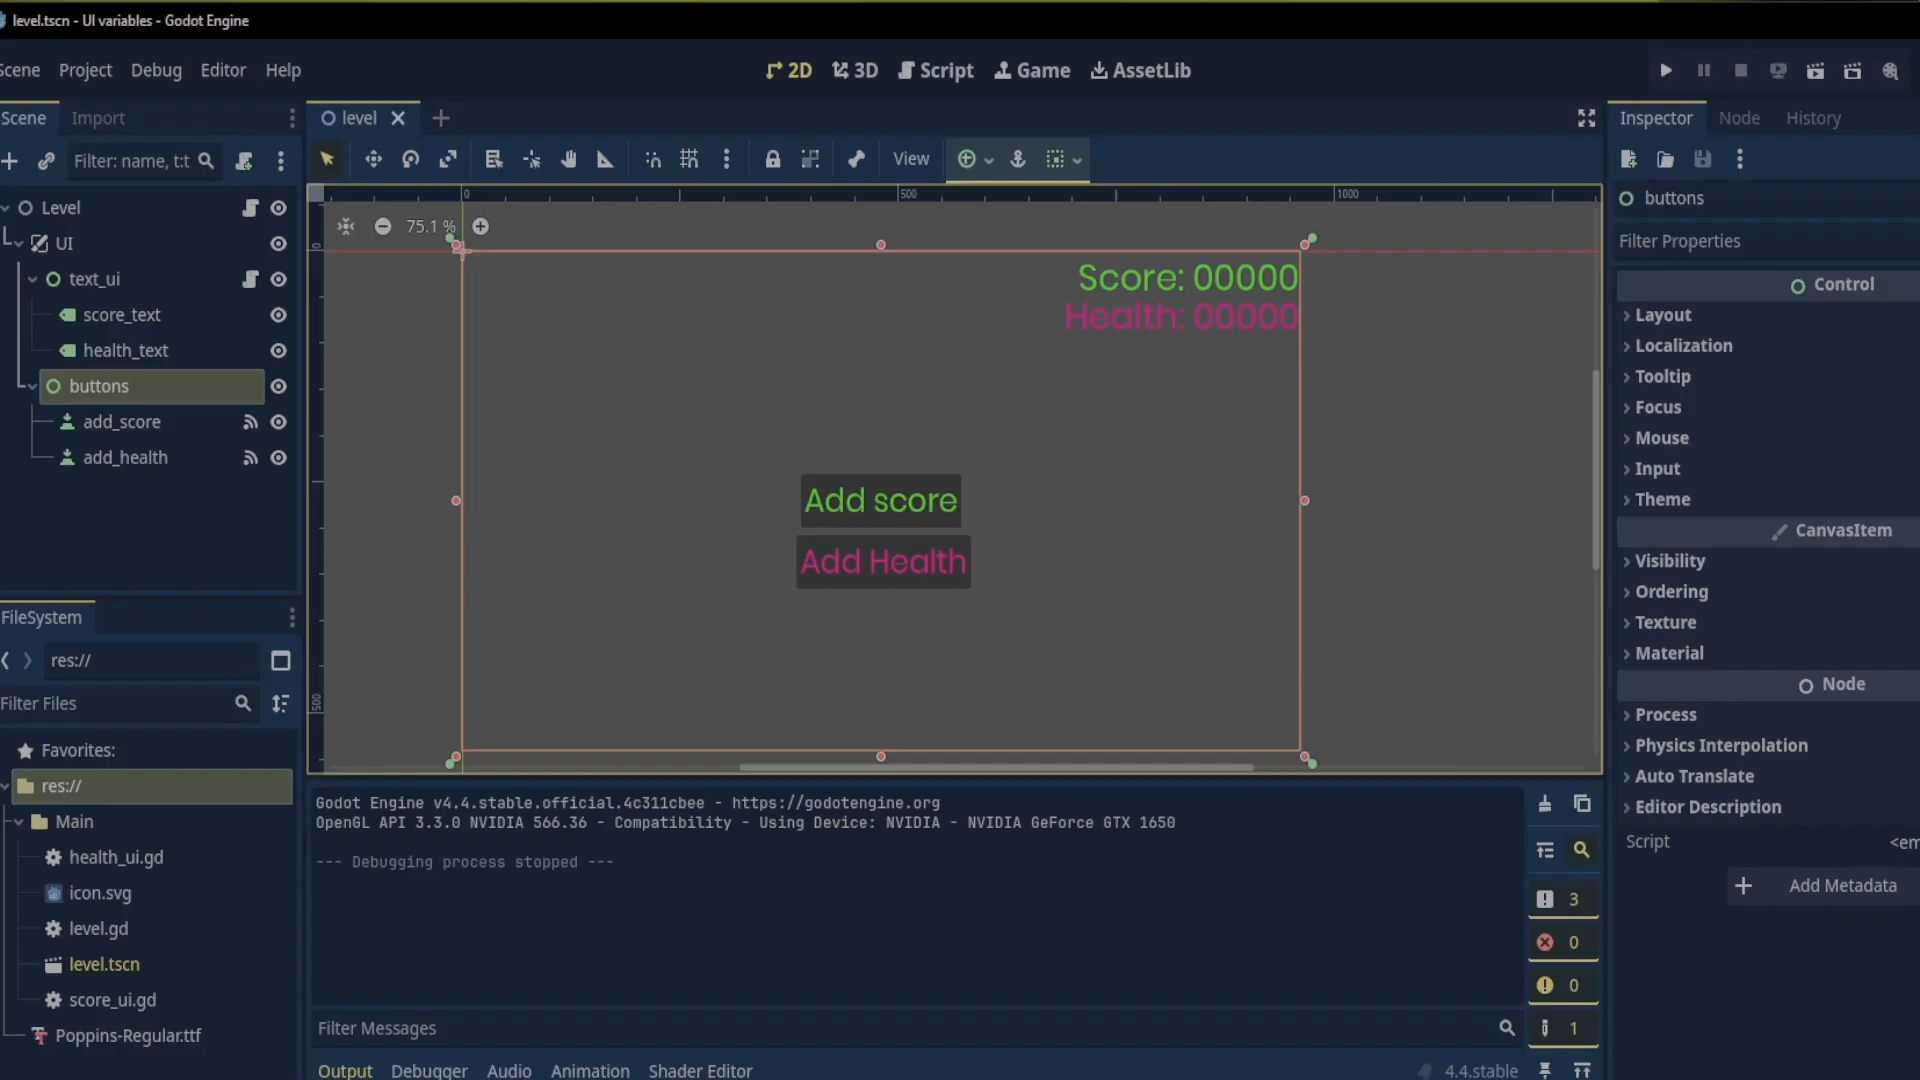 level.tscn - UI variables - Godot Engine
Scene Project Debug Editor Help
2D 3D Script Game AssetLib
Scene Import
level
Inspector Node History
Filter: name, t:t
View
buttons
Filter Properties
0 500 1000
75.1 %
0
500
Level
UI
text_ui
score_text
health_text
buttons
add_score
add_health
Score: 00000
Health: 00000
Add score
Add Health
Control
Layout
Localization
Tooltip
Focus
Mouse
Input
Theme
CanvasItem
Visibility
Ordering
Texture
Material
Node
Process
Physics Interpolation
Auto Translate
Editor Description
Script <em
Add Metadata
FileSystem
res://
Filter Files
Favorites:
res://
Main
health_ui.gd
icon.svg
level.gd
level.tscn
score_ui.gd
Poppins-Regular.ttf
Godot Engine v4.4.stable.official.4c311cbee - https://godotengine.org
OpenGL API 3.3.0 NVIDIA 566.36 - Compatibility - Using Device: NVIDIA - NVIDIA GeForce GTX 1650
--- Debugging process stopped ---
3
0
0
1
Filter Messages
Output Debugger Audio Animation Shader Editor
4.4.stable